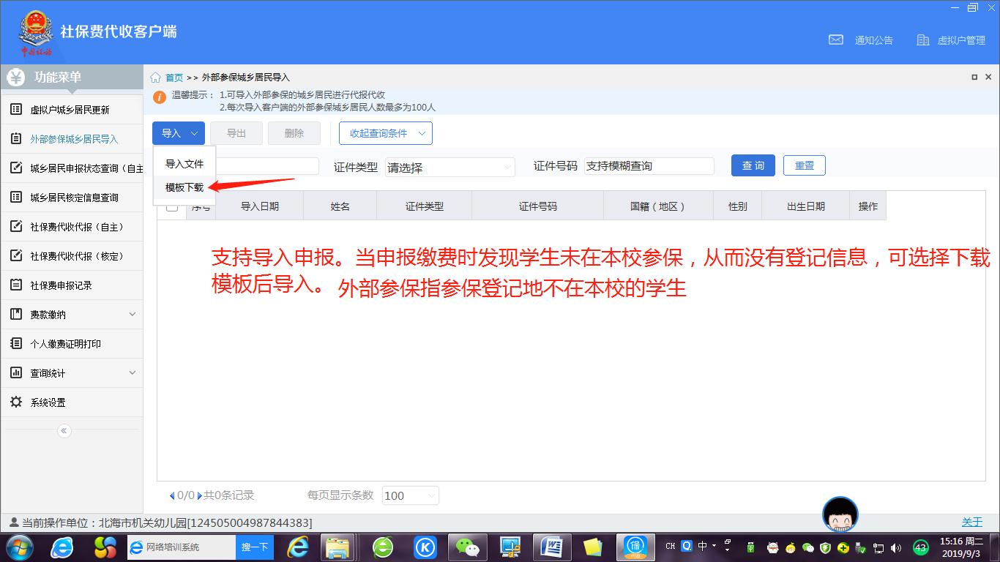 社保费代收客户端
中国税务
通知公告
虚拟户管理
功能菜单
首页 >> 外部参保城乡居民导入
温馨提示： 1.可导入外部参保的城乡居民进行代报代收
2.每次导入客户端的外部参保城乡居民人数最多为100人
虚拟户城乡居民更新
外部参保城乡居民导入
城乡居民申报状态查询（自主
城乡居民核定信息查询
社保费代收代报（自主）
社保费代收代报（核定）
社保费申报记录
费款缴纳
个人缴费证明打印
查询统计
系统设置
导入 导出 删除 收起查询条件
导入文件
模板下载
证件类型 请选择 证件号码 支持模糊查询 查询 重置
序号 导入日期 姓名 证件类型 证件号码 国籍（地区） 性别 出生日期 操作
支持导入申报。当申报缴费时发现学生未在本校参保，从而没有登记信息，可选择下载
模板后导入。 外部参保指参保登记地不在本校的学生
0/0 共0条记录 每页显示条数 100
当前操作单位：北海市机关幼儿园[124505004987844383]
关于
网络培训系统 搜一下
CH 中 43
15:16 周二
2019/9/3